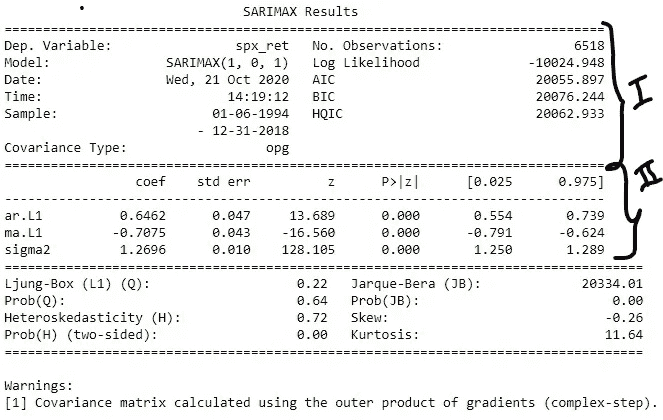 SARIMAX Results
==============================================================================
Dep. Variable: spx_ret No. Observations: 6518
Model: SARIMAX(1, 0, 1) Log Likelihood -10024.948
Date: Wed, 21 Oct 2020 AIC 20055.897
Time: 14:19:12 BIC 20076.244
Sample: 01-06-1994 HQIC 20062.933
- 12-31-2018
Covariance Type: opg
==============================================================================
coef std err z P>|z| [0.025 0.975]
------------------------------------------------------------------------------
ar.L1 0.6462 0.047 13.689 0.000 0.554 0.739
ma.L1 -0.7075 0.043 -16.560 0.000 -0.791 -0.624
sigma2 1.2696 0.010 128.105 0.000 1.250 1.289
===================================================================================
Ljung-Box (L1) (Q): 0.22 Jarque-Bera (JB): 20334.01
Prob(Q): 0.64 Prob(JB): 0.00
Heteroskedasticity (H): 0.72 Skew: -0.26
Prob(H) (two-sided): 0.00 Kurtosis: 11.64
===================================================================================
Warnings:
[1] Covariance matrix calculated using the outer product of gradients (complex-step).
I
II